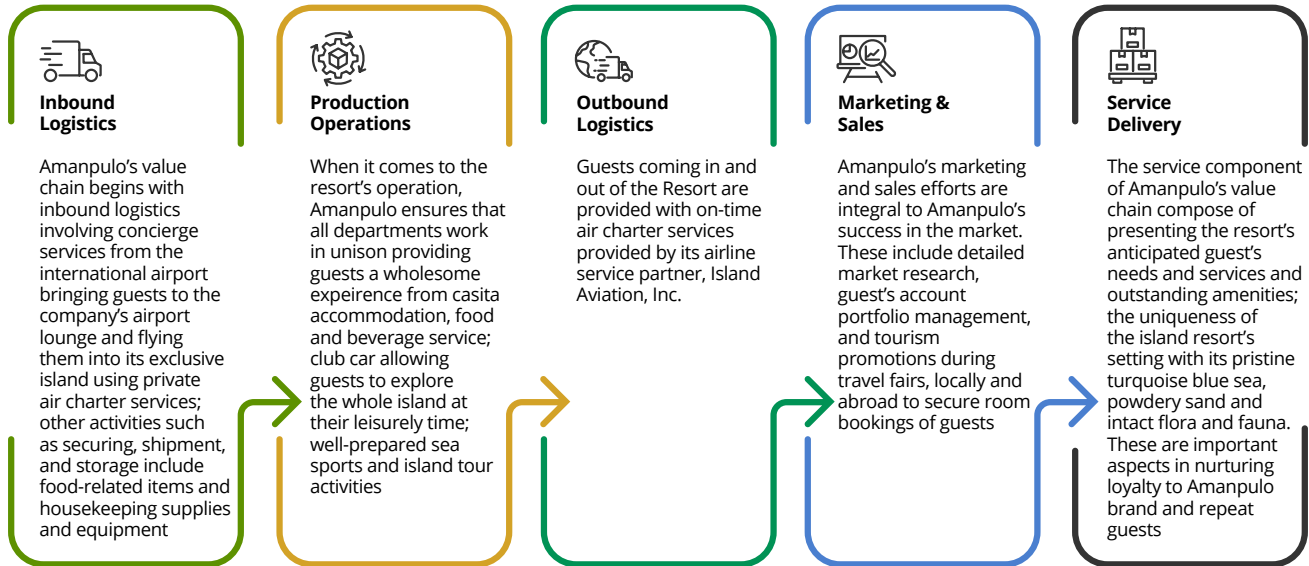 Inbound
Logistics
Amanpulo’s value
chain begins with
inbound logistics
involving concierge
services from the
international airport
bringing guests to the
company’s airport
lounge and flying
them into its exclusive
island using private
air charter services;
other activities such
as securing, shipment,
and storage include
food-related items and
housekeeping supplies
and equipment
Production
Operations
When it comes to the
resort’s operation,
Amanpulo ensures that
all departments work
in unison providing
guests a wholesome
expeirence from casita
accommodation, food
and beverage service;
club car allowing
guests to explore
the whole island at
their leisurely time;
well-prepared sea
sports and island tour
activities
Outbound
Logistics
Guests coming in and
out of the Resort are
provided with on-time
air charter services
provided by its airline
service partner, Island
Aviation, Inc.
Marketing &
Sales
Amanpulo’s marketing
and sales efforts are
integral to Amanpulo’s
success in the market.
These include detailed
market research,
guest’s account
portfolio management,
and tourism
promotions during
travel fairs, locally and
abroad to secure room
bookings of guests
Service
Delivery
The service component
of Amanpulo’s value
chain compose of
presenting the resort’s
anticipated guest’s
needs and services and
outstanding amenities;
the uniqueness of
the island resort’s
setting with its pristine
turquoise blue sea,
powdery sand and
intact flora and fauna.
These are important
aspects in nurturing
loyalty to Amanpulo
brand and repeat
guests